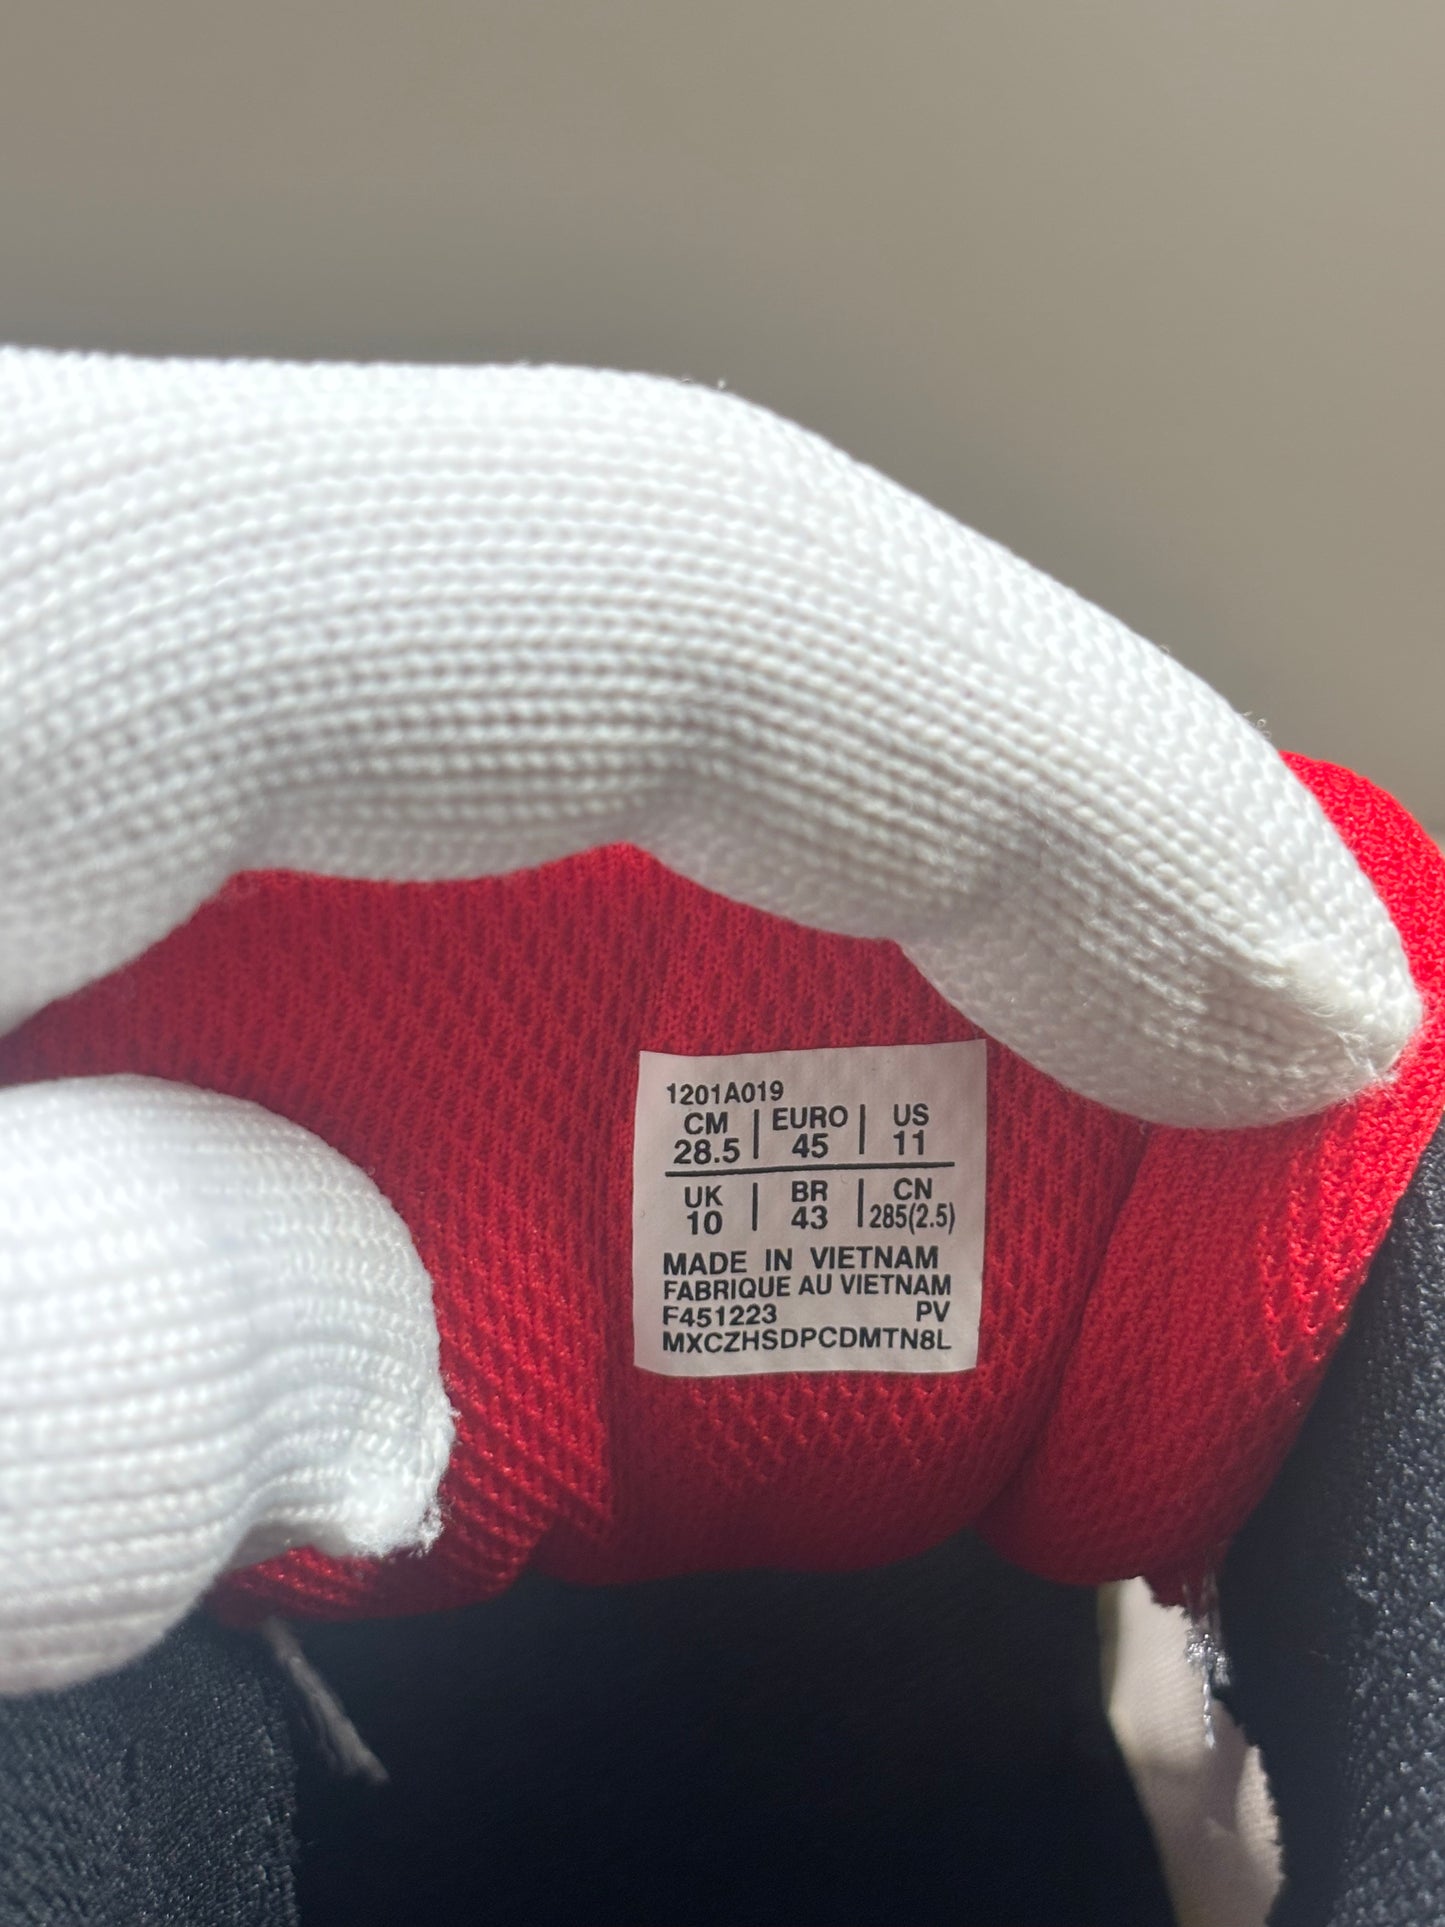 1201A019
CM | EURO | US
28.5 | 45 | 11
UK | BR | CN
10 | 43 | 285(2.5)
MADE IN VIETNAM
FABRIQUE AU VIETNAM
F451223 PV
MXCZHSDPCDMTN8L